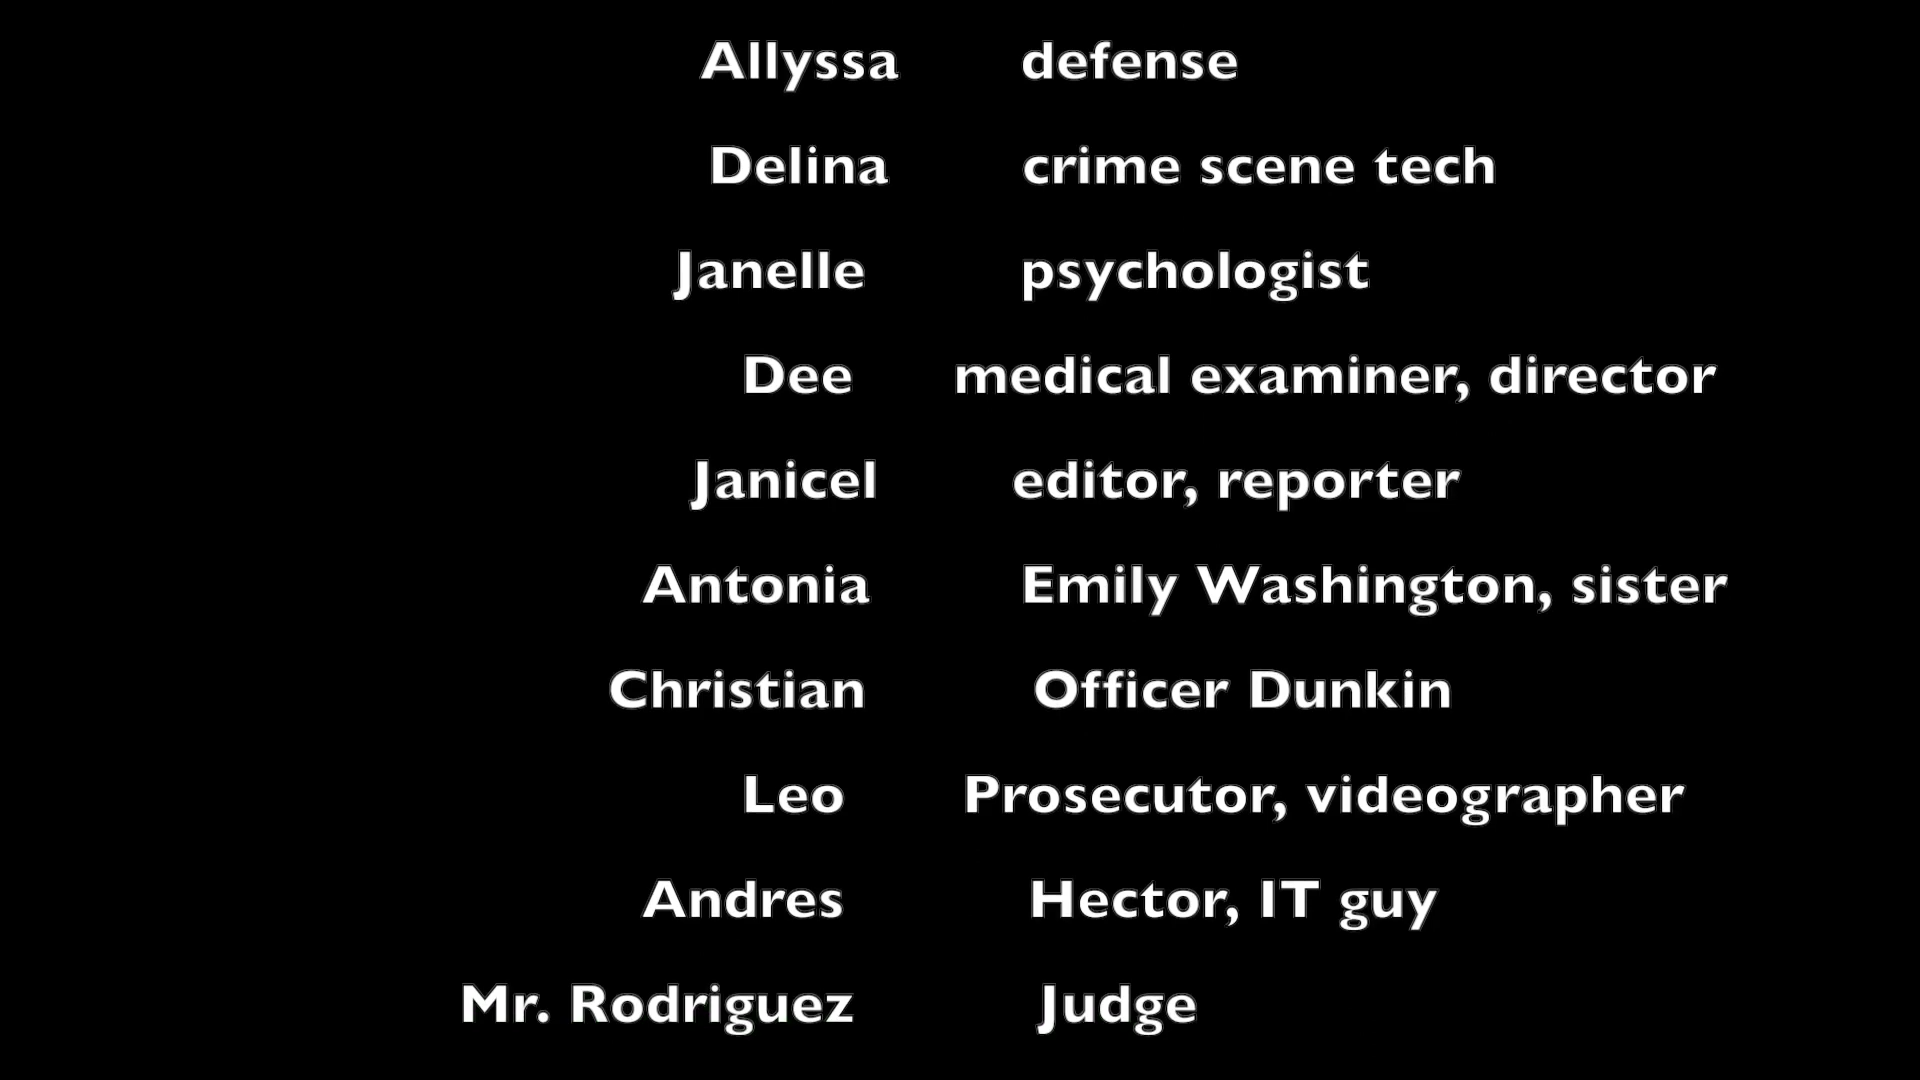 Allyssa defense
Delina crime scene tech
Janelle psychologist
Dee medical examiner, director
Janicel editor, reporter
Antonia Emily Washington, sister
Christian Officer Dunkin
Leo Prosecutor, videographer
Andres Hector, IT guy
Mr. Rodriguez Judge